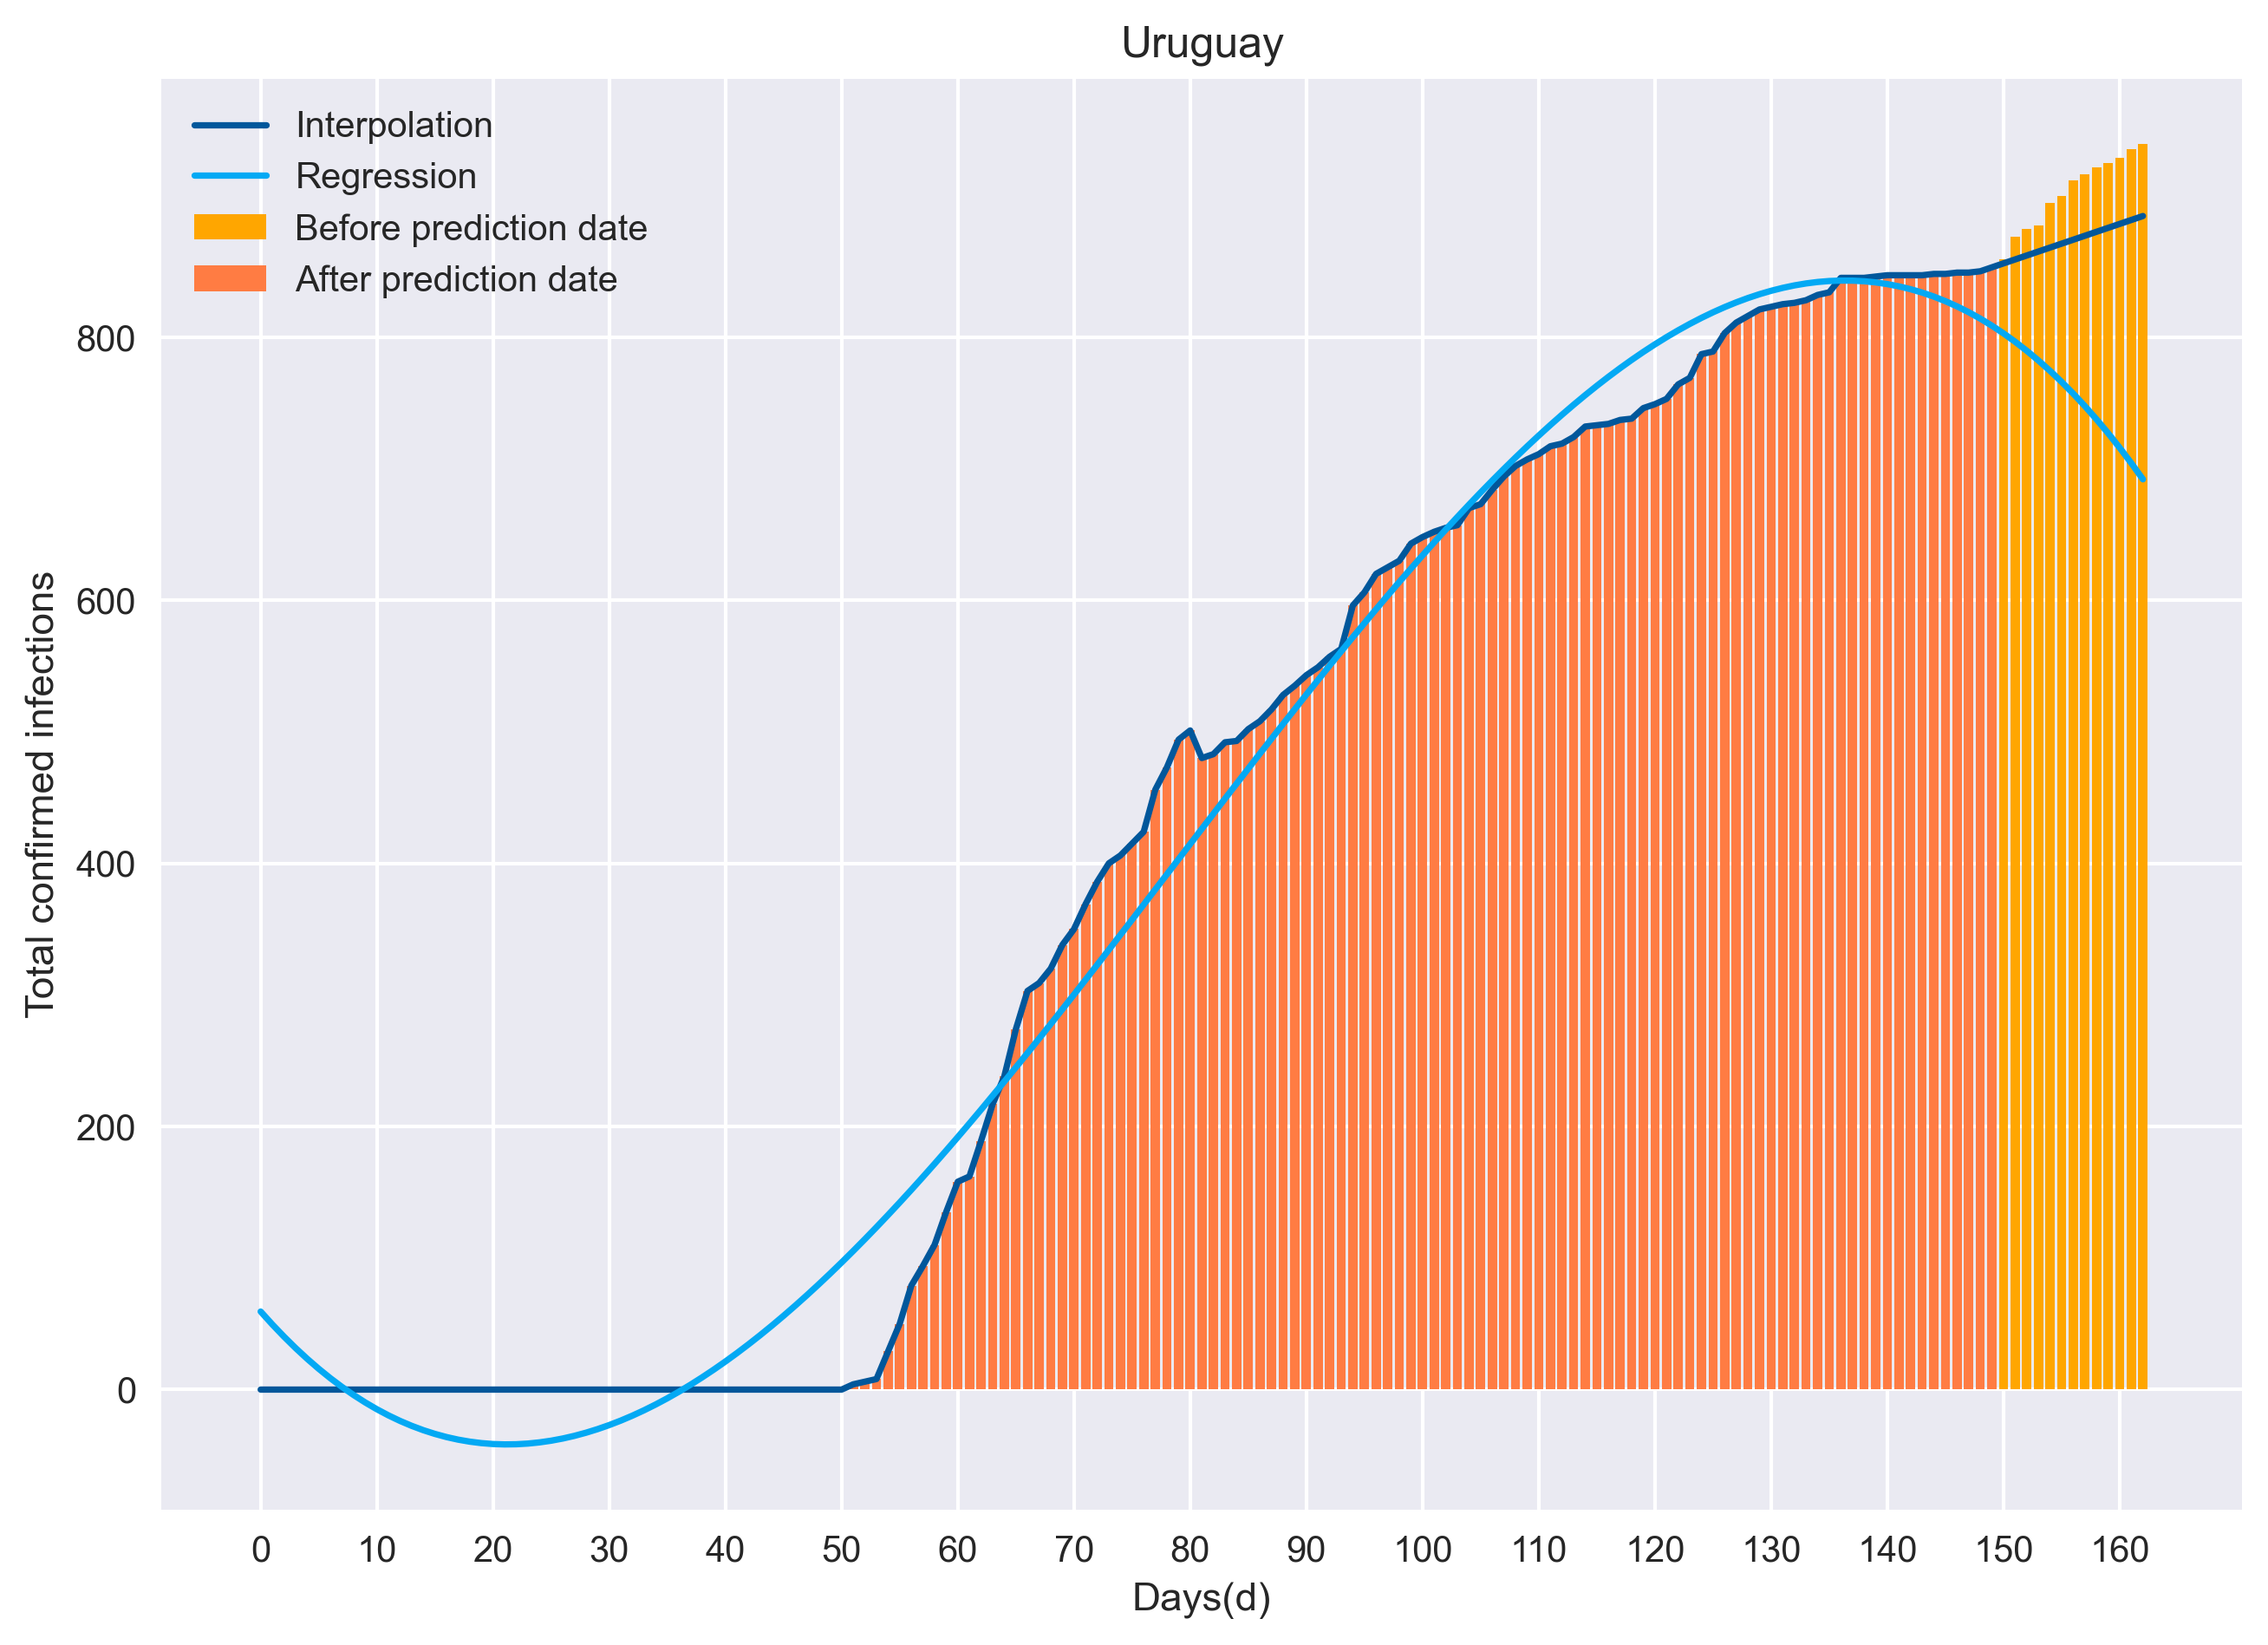 Uruguay
Interpolation
Regression
Before prediction date
After prediction date
Total confirmed infections
800
600
400
200
0
0 10 20 30 40 50 60 70 80 90 100 110 120 130 140 150 160
Days(d)